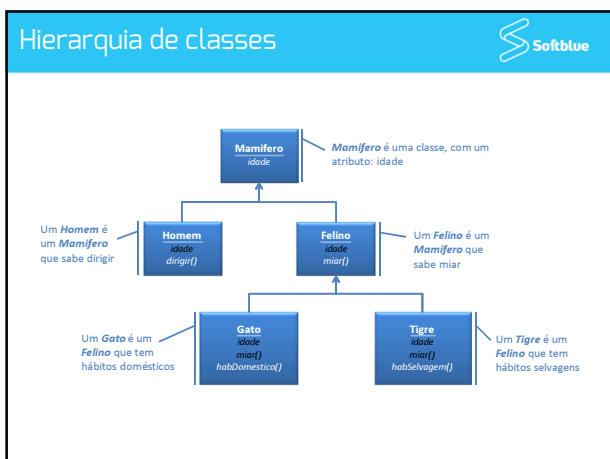 Hierarquia de classes
Softblue
Mamifero
idade
Mamifero é uma classe, com um
atributo: idade
Um Homem é
um Mamifero
que sabe dirigir
Homem
idade
dirigir()
Felino
idade
miar()
Um Felino é um
Mamifero que
sabe miar
Um Gato é um
Felino que tem
hábitos domésticos
Gato
idade
miar()
habDomestico()
Tigre
idade
miar()
habSelvagem()
Um Tigre é um
Felino que tem
hábitos selvagens